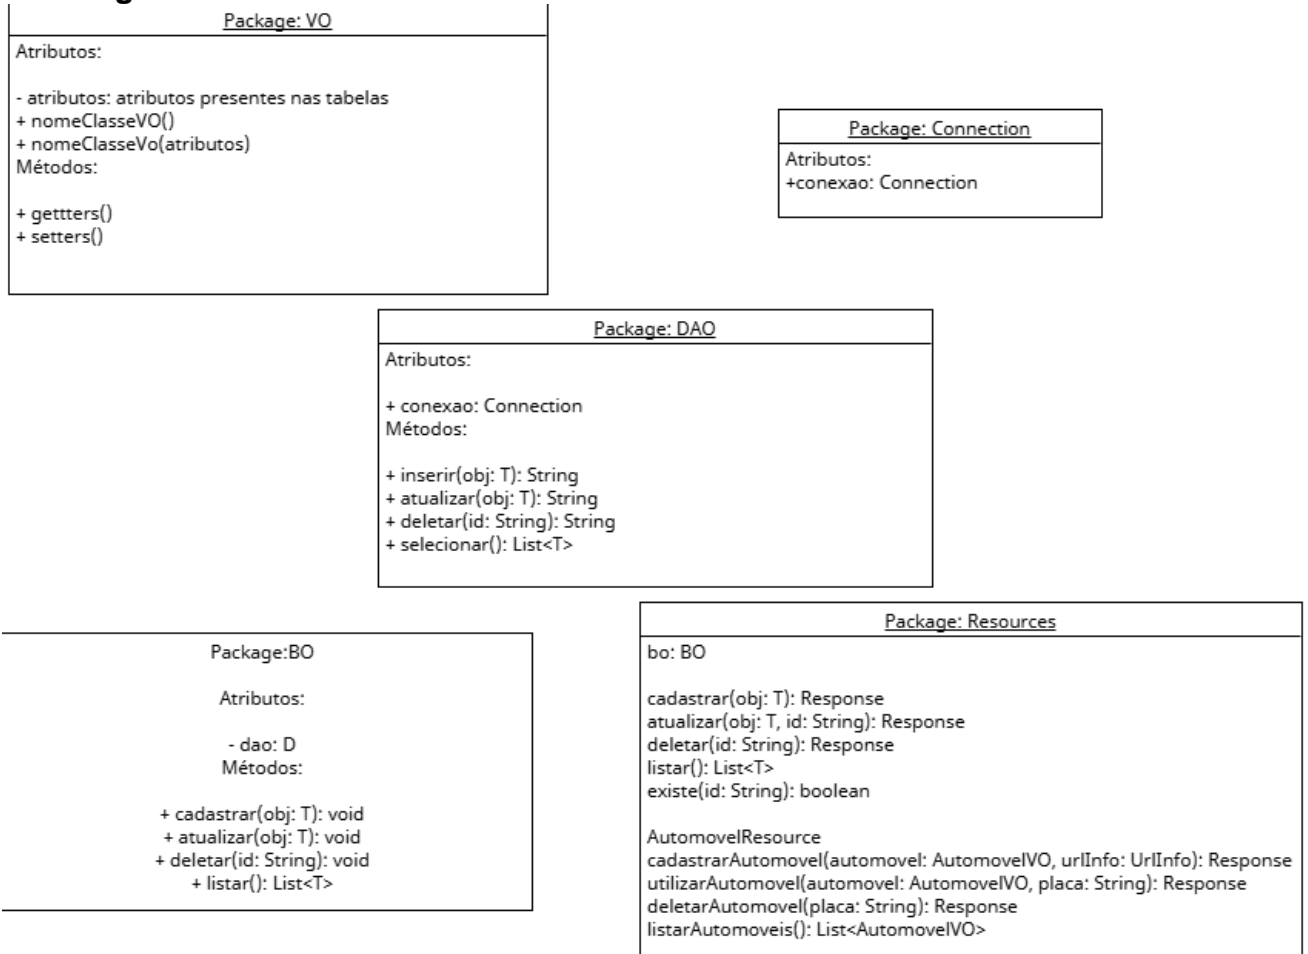 Package: VO
Atributos:
- atributos: atributos presentes nas tabelas
+ nomeClasseVO()
+ nomeClasseVo(atributos)
Métodos:
+ gettters()
+ setters()
Package: Connection
Atributos:
+conexao: Connection
Package: DAO
Atributos:
+ conexao: Connection
Métodos:
+ inserir(obj: T): String
+ atualizar(obj: T): String
+ deletar(id: String): String
+ selecionar(): List<T>
Package:BO
Atributos:
- dao: D
Métodos:
+ cadastrar(obj: T): void
+ atualizar(obj: T): void
+ deletar(id: String): void
+ listar(): List<T>
Package: Resources
bo: BO
cadastrar(obj: T): Response
atualizar(obj: T, id: String): Response
deletar(id: String): Response
listar(): List<T>
existe(id: String): boolean
AutomovelResource
cadastrarAutomovel(automovel: AutomovelVO, urlInfo: UrlInfo): Response
utilizarAutomovel(automovel: AutomovelVO, placa: String): Response
deletarAutomovel(placa: String): Response
listarAutomoveis(): List<AutomovelVO>